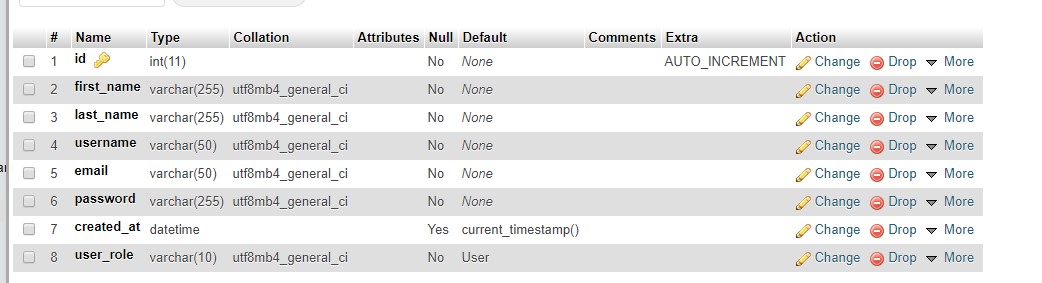 # Name Type Collation Attributes Null Default Comments Extra Action
1 id int(11) No None AUTO_INCREMENT Change Drop More
2 first_name varchar(255) utf8mb4_general_ci No None Change Drop More
3 last_name varchar(255) utf8mb4_general_ci No None Change Drop More
4 username varchar(50) utf8mb4_general_ci No None Change Drop More
5 email varchar(50) utf8mb4_general_ci No None Change Drop More
6 password varchar(255) utf8mb4_general_ci No None Change Drop More
7 created_at datetime Yes current_timestamp() Change Drop More
8 user_role varchar(10) utf8mb4_general_ci No User Change Drop More